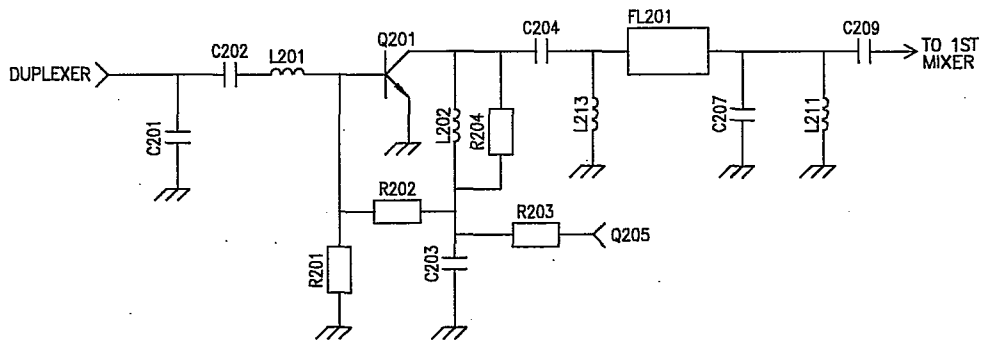 DUPLEXER
C201
C202
L201
Q201
L202
R204
C204
L213
FL201
C207
L211
C209
TO 1ST
MIXER
R202
R201
C203
R203
Q205